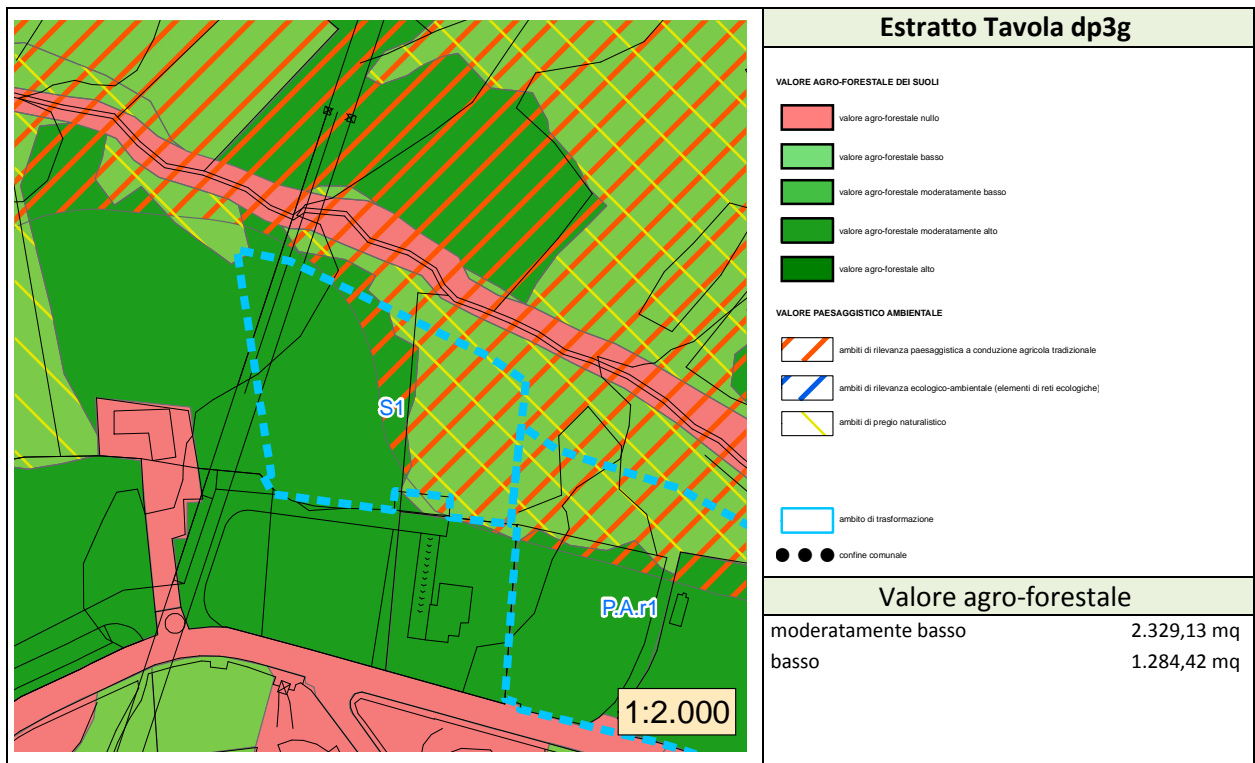 S1
P.A.r1
1:2.000
Estratto Tavola dp3g
VALORE AGRO-FORESTALE DEI SUOLI
valore agro-forestale nullo
valore agro-forestale basso
valore agro-forestale moderatamente basso
valore agro-forestale moderatamente alto
valore agro-forestale alto
VALORE PAESAGGISTICO AMBIENTALE
ambiti di rilevanza paesaggistica a conduzione agricola tradizionale
ambiti di rilevanza ecologico-ambientale (elementi di reti ecologiche)
ambiti di pregio naturalistico
ambito di trasformazione
confine comunale
Valore agro-forestale
moderatamente basso 2.329,13 mq
basso 1.284,42 mq